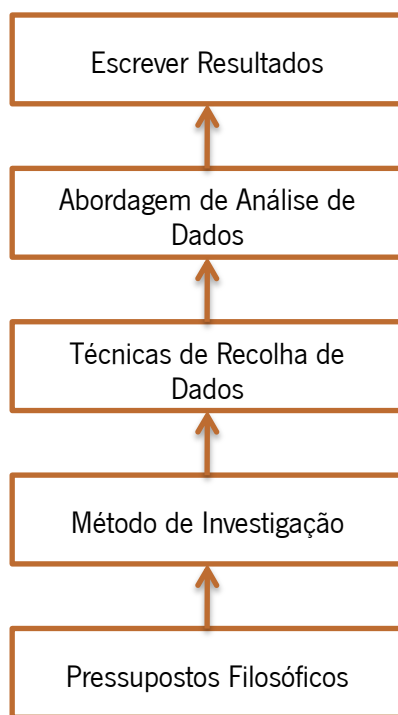 Escrever Resultados
Abordagem de Análise de
Dados
Técnicas de Recolha de
Dados
Método de Investigação
Pressupostos Filosóficos